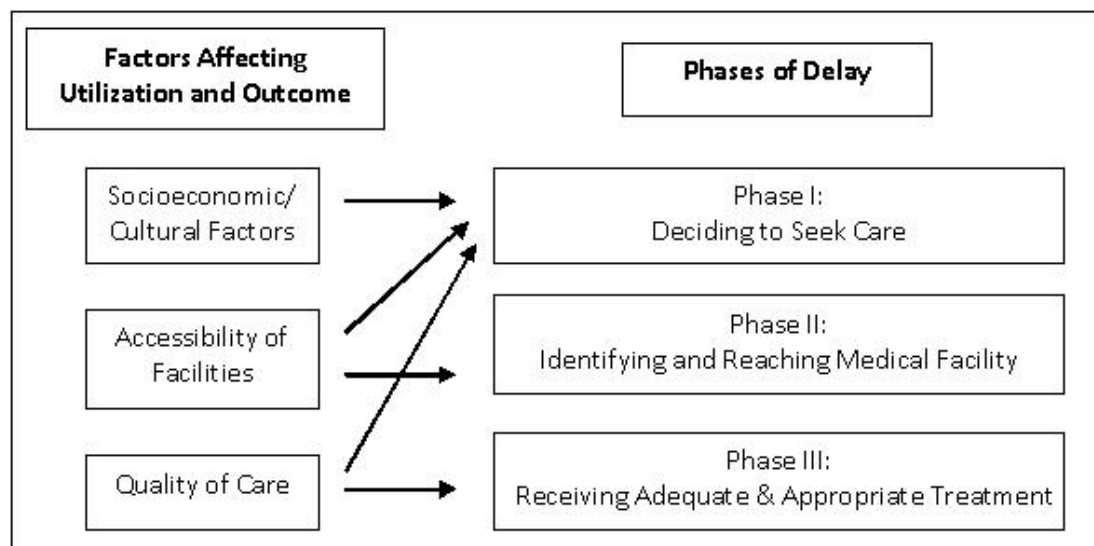 Factors Affecting
Utilization and Outcome
Phases of Delay
Socioeconomic/
Cultural Factors
Phase I:
Deciding to Seek Care
Accessibility of
Facilities
Phase II:
Identifying and Reaching Medical Facility
Quality of Care
Phase III:
Receiving Adequate & Appropriate Treatment